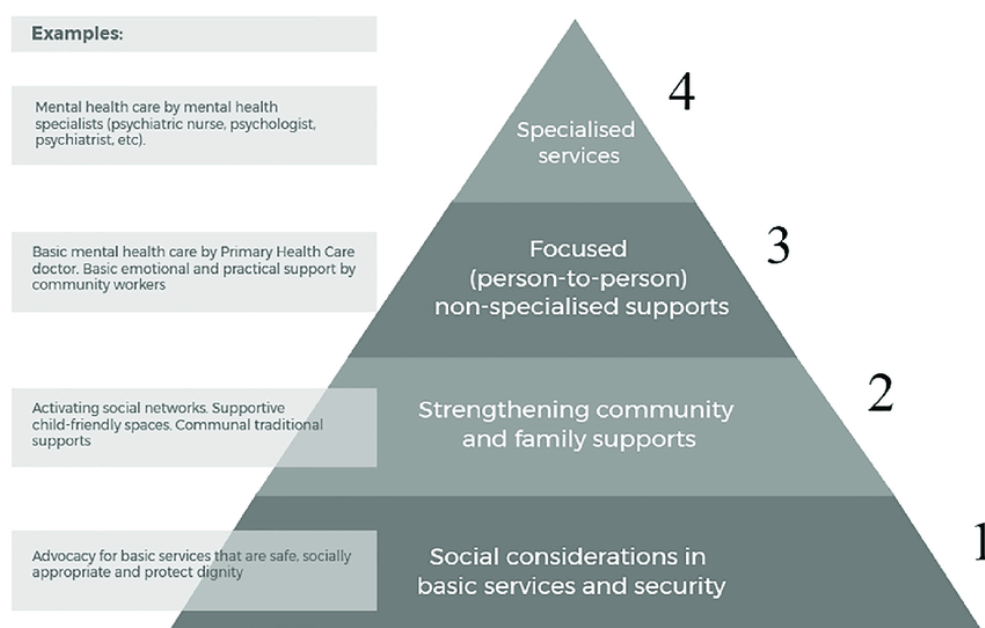 Examples:
Mental health care by mental health
specialists (psychiatric nurse, psychologist,
psychiatrist, etc).
4
Specialised
services
Basic mental health care by Primary Health Care
doctor. Basic emotional and practical support by
community workers
3
Focused
(person-to-person)
non-specialised supports
Activating social networks. Supportive
child-friendly spaces. Communal traditional
supports
2
Strengthening community
and family supports
Advocacy for basic services that are safe, socially
appropriate and protect dignity
1
Social considerations in
basic services and security